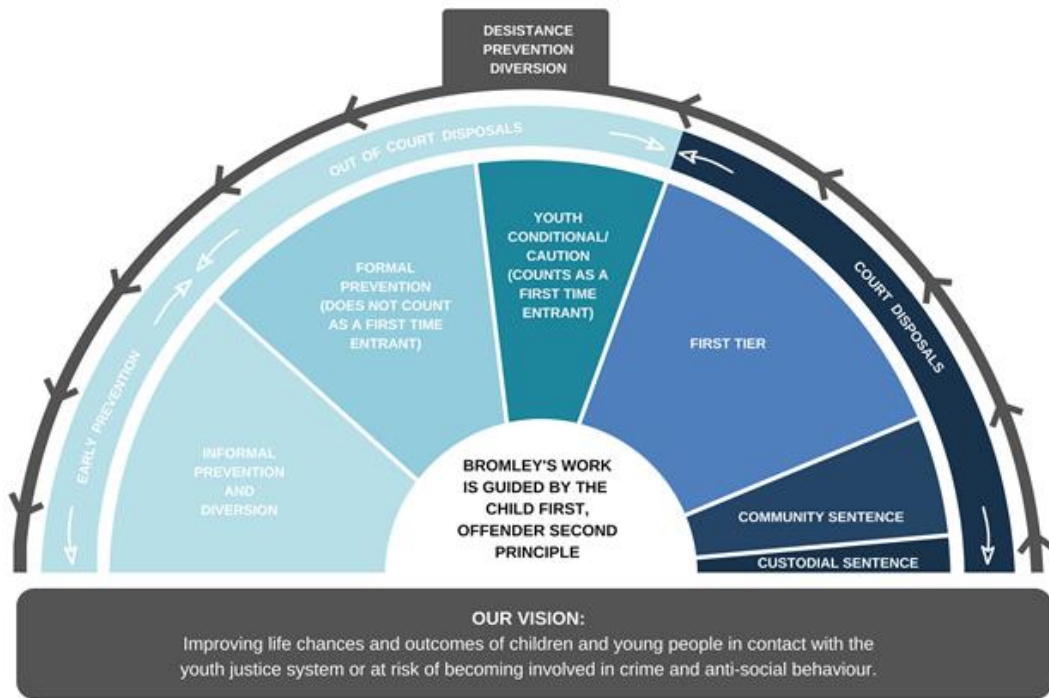 DESISTANCE
PREVENTION
DIVERSION
OUT OF COURT DISPOSALS
EARLY PREVENTION
COURT DISPOSALS
INFORMAL
PREVENTION
AND
DIVERSION
FORMAL
PREVENTION
(DOES NOT COUNT
AS A FIRST TIME
ENTRANT)
YOUTH
CONDITIONAL/
CAUTION
(COUNTS AS A
FIRST TIME
ENTRANT)
FIRST TIER
COMMUNITY SENTENCE
CUSTODIAL SENTENCE
BROMLEY'S WORK
IS GUIDED BY THE
CHILD FIRST,
OFFENDER SECOND
PRINCIPLE
OUR VISION:
Improving life chances and outcomes of children and young people in contact with the
youth justice system or at risk of becoming involved in crime and anti-social behaviour.